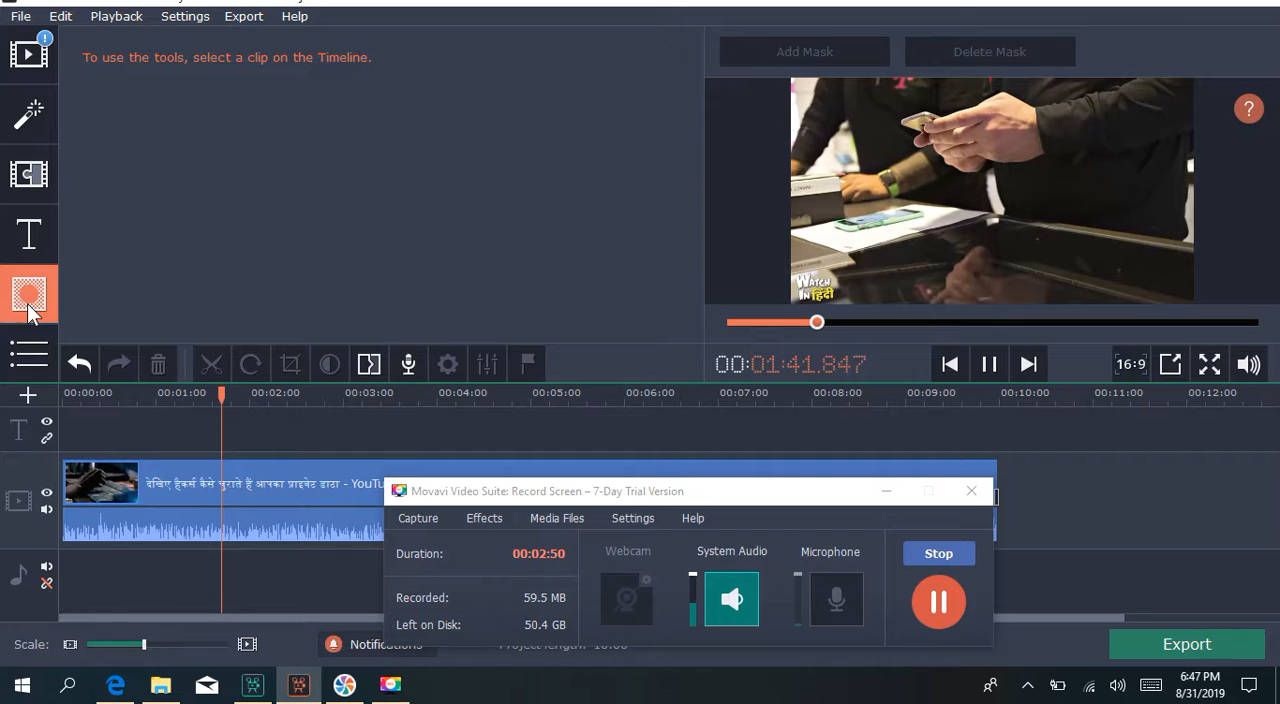 File Edit Playback Settings Export Help
To use the tools, select a clip on the Timeline.
Add Mask Delete Mask
?
WATCH
IN हिंदी
T
00:01:41.847
16:9
00:00:00 00:01:00 00:02:00 00:03:00 00:04:00 00:05:00 00:06:00 00:07:00 00:08:00 00:09:00 00:10:00 00:11:00 00:12:00
T
देखिए हैकर्स कैसे चुराते हैं आपका प्राइवेट डाठा - YouTu
Movavi Video Suite: Record Screen – 7-Day Trial Version
Capture Effects Media Files Settings Help
Duration: 00:02:50
Webcam System Audio Microphone
Stop
Recorded: 59.5 MB
Left on Disk: 50.4 GB
Scale:
Notifications
Export
6:47 PM
8/31/2019